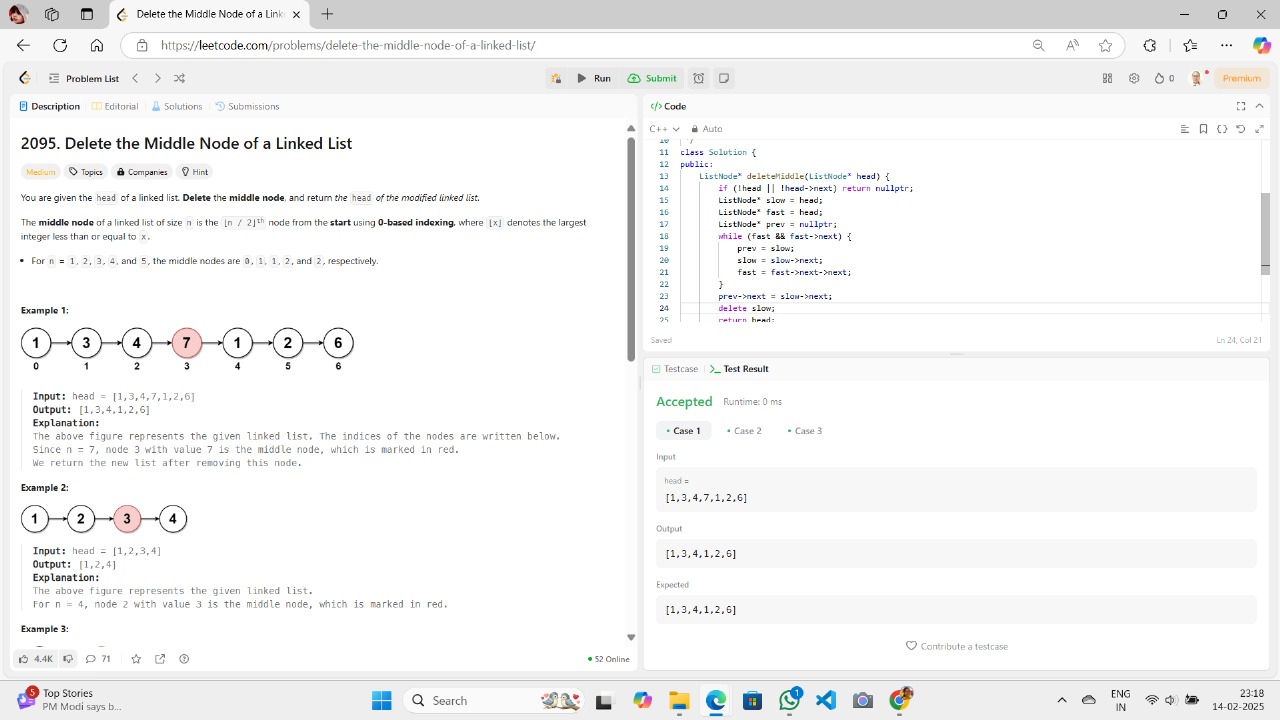 Delete the Middle Node of a Link
https://leetcode.com/problems/delete-the-middle-node-of-a-linked-list/
Problem List
Run
Submit
0
Premium
Description
Editorial
Solutions
Submissions
2095. Delete the Middle Node of a Linked List
Medium
Topics
Companies
Hint
You are given the head of a linked list. Delete the middle node, and return the head of the modified linked list.
The middle node of a linked list of size n is the ⌊n / 2⌋th node from the start using 0-based indexing, where ⌊x⌋ denotes the largest
integer less than or equal to x.
• For n = 1, 2, 3, 4, and 5, the middle nodes are 0, 1, 1, 2, and 2, respectively.
Example 1:
1 3 4 7 1 2 6
0 1 2 3 4 5 6
Input: head = [1,3,4,7,1,2,6]
Output: [1,3,4,1,2,6]
Explanation:
The above figure represents the given linked list. The indices of the nodes are written below.
Since n = 7, node 3 with value 7 is the middle node, which is marked in red.
We return the new list after removing this node.
Example 2:
1 2 3 4
Input: head = [1,2,3,4]
Output: [1,2,4]
Explanation:
The above figure represents the given linked list.
For n = 4, node 2 with value 3 is the middle node, which is marked in red.
Example 3:
4.4K
71
52 Online
</> Code
C++
Auto
10 */
11 class Solution {
12 public:
13 ListNode* deleteMiddle(ListNode* head) {
14 if (!head || !head->next) return nullptr;
15 ListNode* slow = head;
16 ListNode* fast = head;
17 ListNode* prev = nullptr;
18 while (fast && fast->next) {
19 prev = slow;
20 slow = slow->next;
21 fast = fast->next->next;
22 }
23 prev->next = slow->next;
24 delete slow;
25 return head;
Saved
Ln 24, Col 21
Testcase
Test Result
Accepted
Runtime: 0 ms
Case 1
Case 2
Case 3
Input
head =
[1,3,4,7,1,2,6]
Output
[1,3,4,1,2,6]
Expected
[1,3,4,1,2,6]
Contribute a testcase
5
Top Stories
PM Modi says b...
Search
1
ENG
IN
23:18
14-02-2025